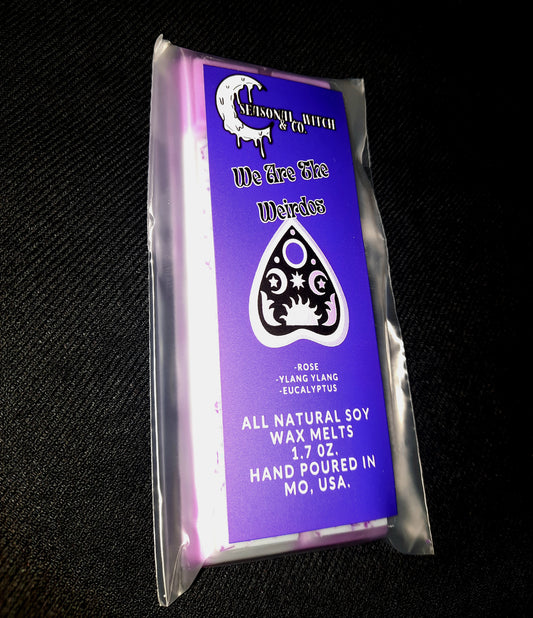 SEASONAL WITCH
& CO.
We Are The
Weirdos
-ROSE
-YLANG YLANG
-EUCALYPTUS
ALL NATURAL SOY
WAX MELTS
1.7 OZ.
HAND POURED IN
MO, USA.